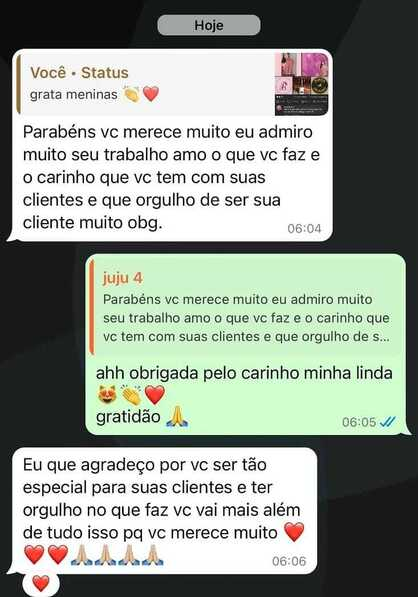 Hoje
Você • Status
grata meninas 👏❤️
Parabéns vc merece muito eu admiro
muito seu trabalho amo o que vc faz e
o carinho que vc tem com suas
clientes e que orgulho de ser sua
cliente muito obg.
06:04
juju 4
Parabéns vc merece muito eu admiro muito
seu trabalho amo o que vc faz e o carinho que
vc tem com suas clientes e que orgulho de s...
ahh obrigada pelo carinho minha linda
😻👏❤️
gratidão 🙏
06:05
Eu que agradeço por vc ser tão
especial para suas clientes e ter
orgulho no que faz vc vai mais além
de tudo isso pq vc merece muito ❤️
❤️❤️🙏🏼🙏🏼🙏🏼🙏🏼
06:06
❤️